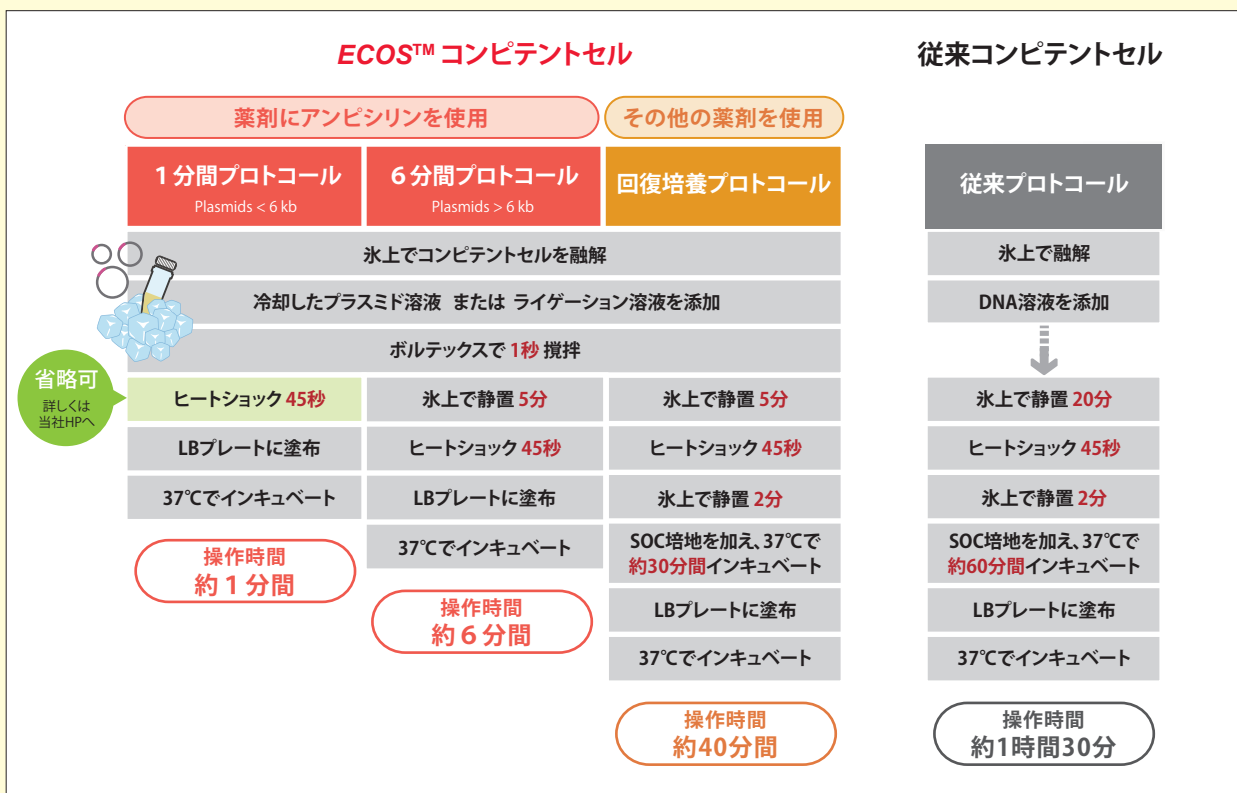 ECOS™ コンピテントセル
従来コンピテントセル
薬剤にアンピシリンを使用
その他の薬剤を使用
1分間プロトコール
Plasmids < 6 kb
6分間プロトコール
Plasmids > 6 kb
回復培養プロトコール
従来プロトコール
氷上でコンピテントセルを融解
氷上で融解
冷却したプラスミド溶液 または ライゲーション溶液を添加
DNA溶液を添加
ボルテックスで 1秒 撹拌
省略可
詳しくは
当社HPへ
ヒートショック 45秒
氷上で静置 5分
氷上で静置 5分
氷上で静置 20分
LBプレートに塗布
ヒートショック 45秒
ヒートショック 45秒
ヒートショック 45秒
37℃でインキュベート
LBプレートに塗布
氷上で静置 2分
氷上で静置 2分
操作時間
約1分間
37℃でインキュベート
SOC培地を加え、37℃で
約30分間インキュベート
SOC培地を加え、37℃で
約60分間インキュベート
操作時間
約6分間
LBプレートに塗布
LBプレートに塗布
37℃でインキュベート
37℃でインキュベート
操作時間
約40分間
操作時間
約1時間30分